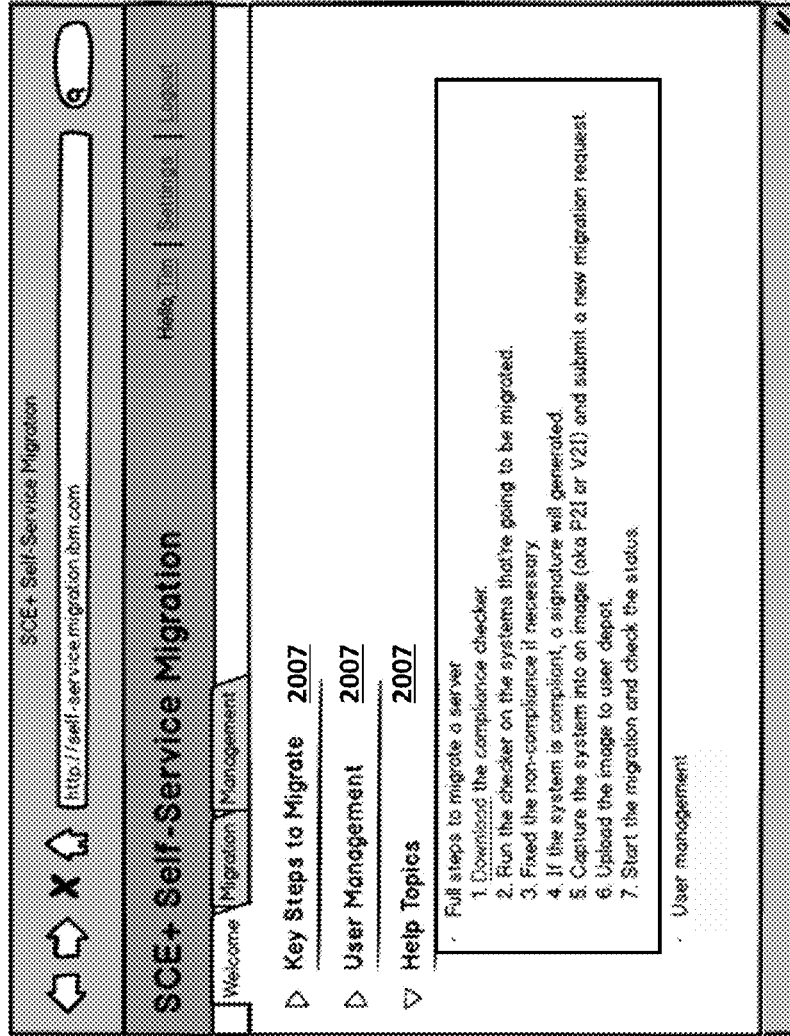 SCE+ Self-Service Migration
http://self-service migration ibm.com
SCE+ Self-Service Migration
Hello, Tim | Settings | Logout
Welcome Migration Management
Key Steps to Migrate 2007
User Management 2007
Help Topics 2007
- Full steps to migrate a server
1. Download the compliance checker.
2. Run the checker on the systems that're going to be migrated.
3. Fixed the non-compliance if necessary.
4. If the system is compliant, a signature will generated.
5. Capture the system into an image (aka P2I or V2I) and submit a new migration request.
6. Upload the image to user depot.
7. Start the migration and check the status.
- User management